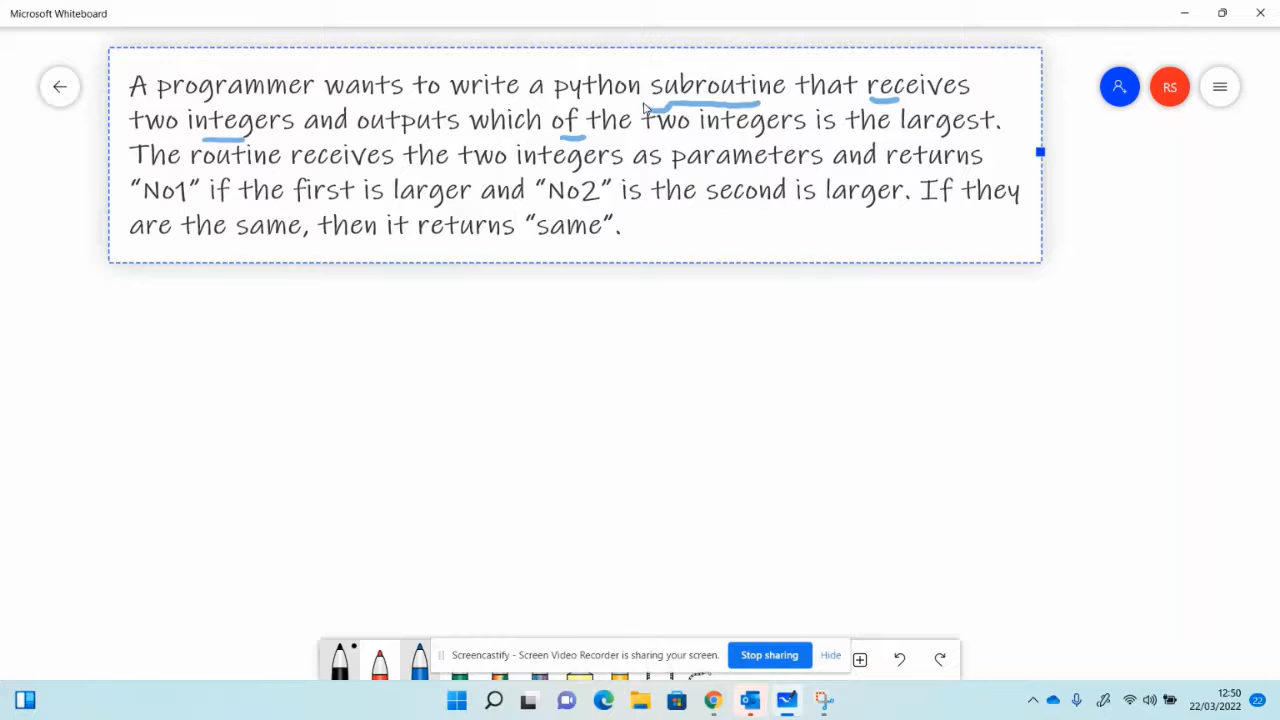 Microsoft Whiteboard
A programmer wants to write a python subroutine that receives
two integers and outputs which of the two integers is the largest.
The routine receives the two integers as parameters and returns
“No1” if the first is larger and “No2” is the second is larger. If they
are the same, then it returns “same”.
RS
Screencastify - Screen Video Recorder is sharing your screen.
Stop sharing
Hide
12:50
22/03/2022
22